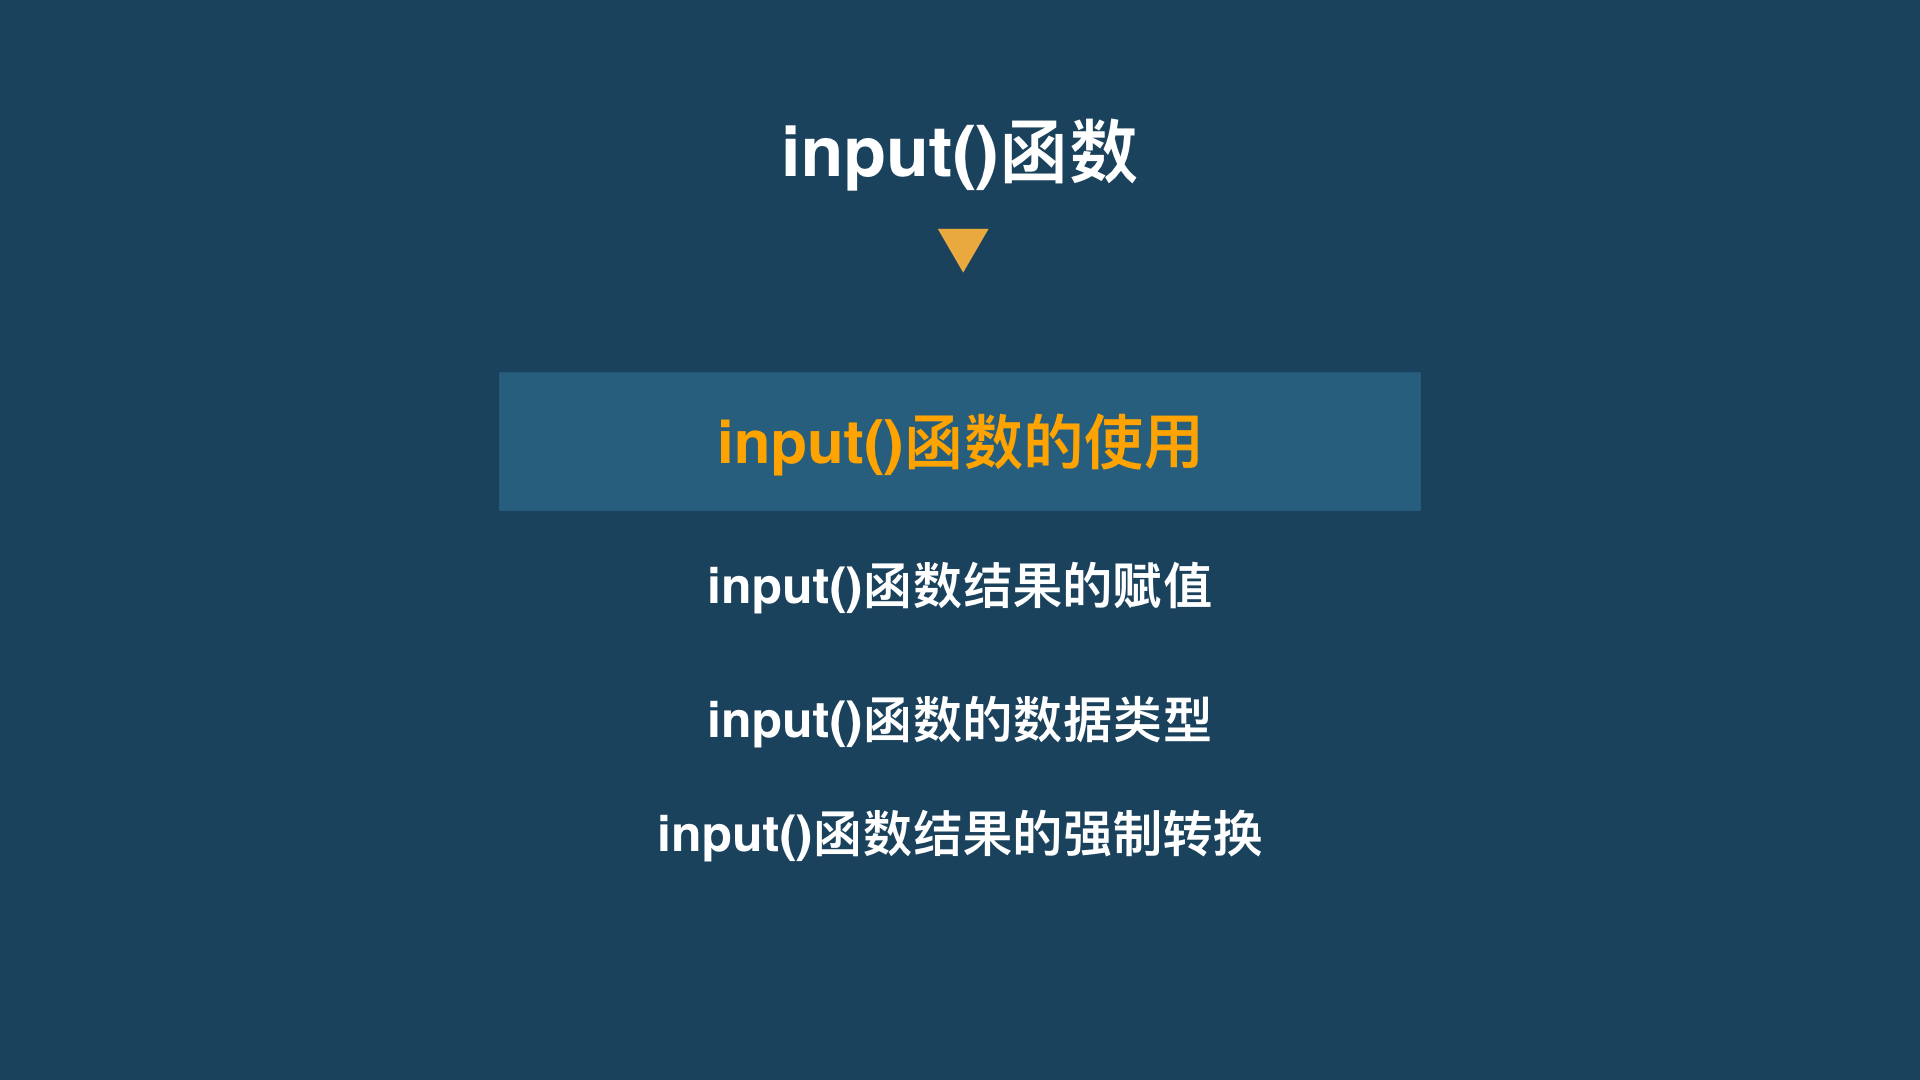 input()函数
input()函数的使用
input()函数结果的赋值
input()函数的数据类型
input()函数结果的强制转换